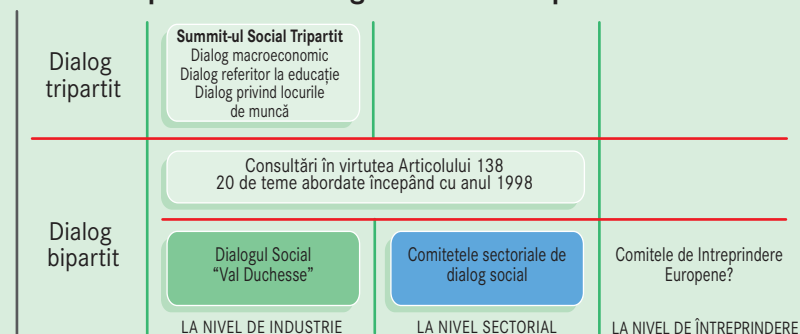 Dialog
tripartit
Summit-ul Social Tripartit
Dialog macroeconomic
Dialog referitor la educație
Dialog privind locurile
de muncă
Dialog
bipartit
Consultări în virtutea Articolului 138
20 de teme abordate începând cu anul 1998
Dialogul Social
“Val Duchesse”
Comitetele sectoriale de
dialog social
Comitele de Intreprindere
Europene?
LA NIVEL DE INDUSTRIE
LA NIVEL SECTORIAL
LA NIVEL DE ÎNTREPRINDERE